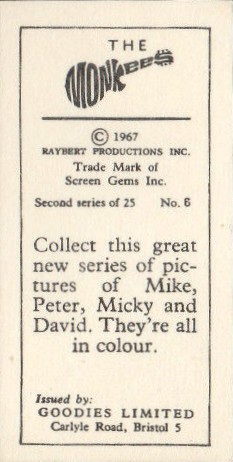 THE
MONKEES
© 1967
RAYBERT PRODUCTIONS INC.
Trade Mark of
Screen Gems Inc.
Second series of 25 No. 6
Collect this great
new series of pic-
tures of Mike,
Peter, Micky and
David. They're all
in colour.
Issued by:
GOODIES LIMITED
Carlyle Road, Bristol 5